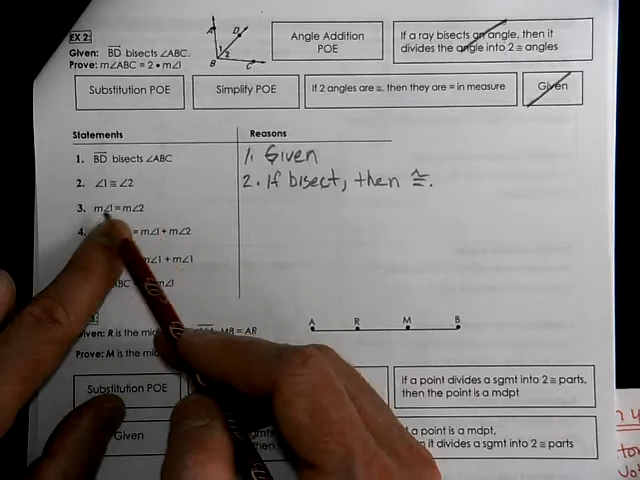 EX 2:
Given: BD bisects ∠ABC.
Prove: m∠ABC = 2 • m∠1
A
D
1
2
B
C
Angle Addition
POE
If a ray bisects an angle, then it
divides the angle into 2 ≅ angles
Substitution POE
Simplify POE
If 2 angles are ≅, then they are = in measure
Given
Statements
Reasons
1. BD bisects ∠ABC
1. Given
2. ∠1 ≅ ∠2
2. If bisect, then ≅.
3. m∠1 = m∠2
4. = m∠1 + m∠2
m∠1 + m∠1
m∠1
Given: R is the MB = AR
Prove: M is the
A R M B
Substitution POE
If a point divides a sgmt into 2 ≅ parts,
then the point is a mdpt
Given
a point is a mdpt,
it divides a sgmt into 2 ≅ parts